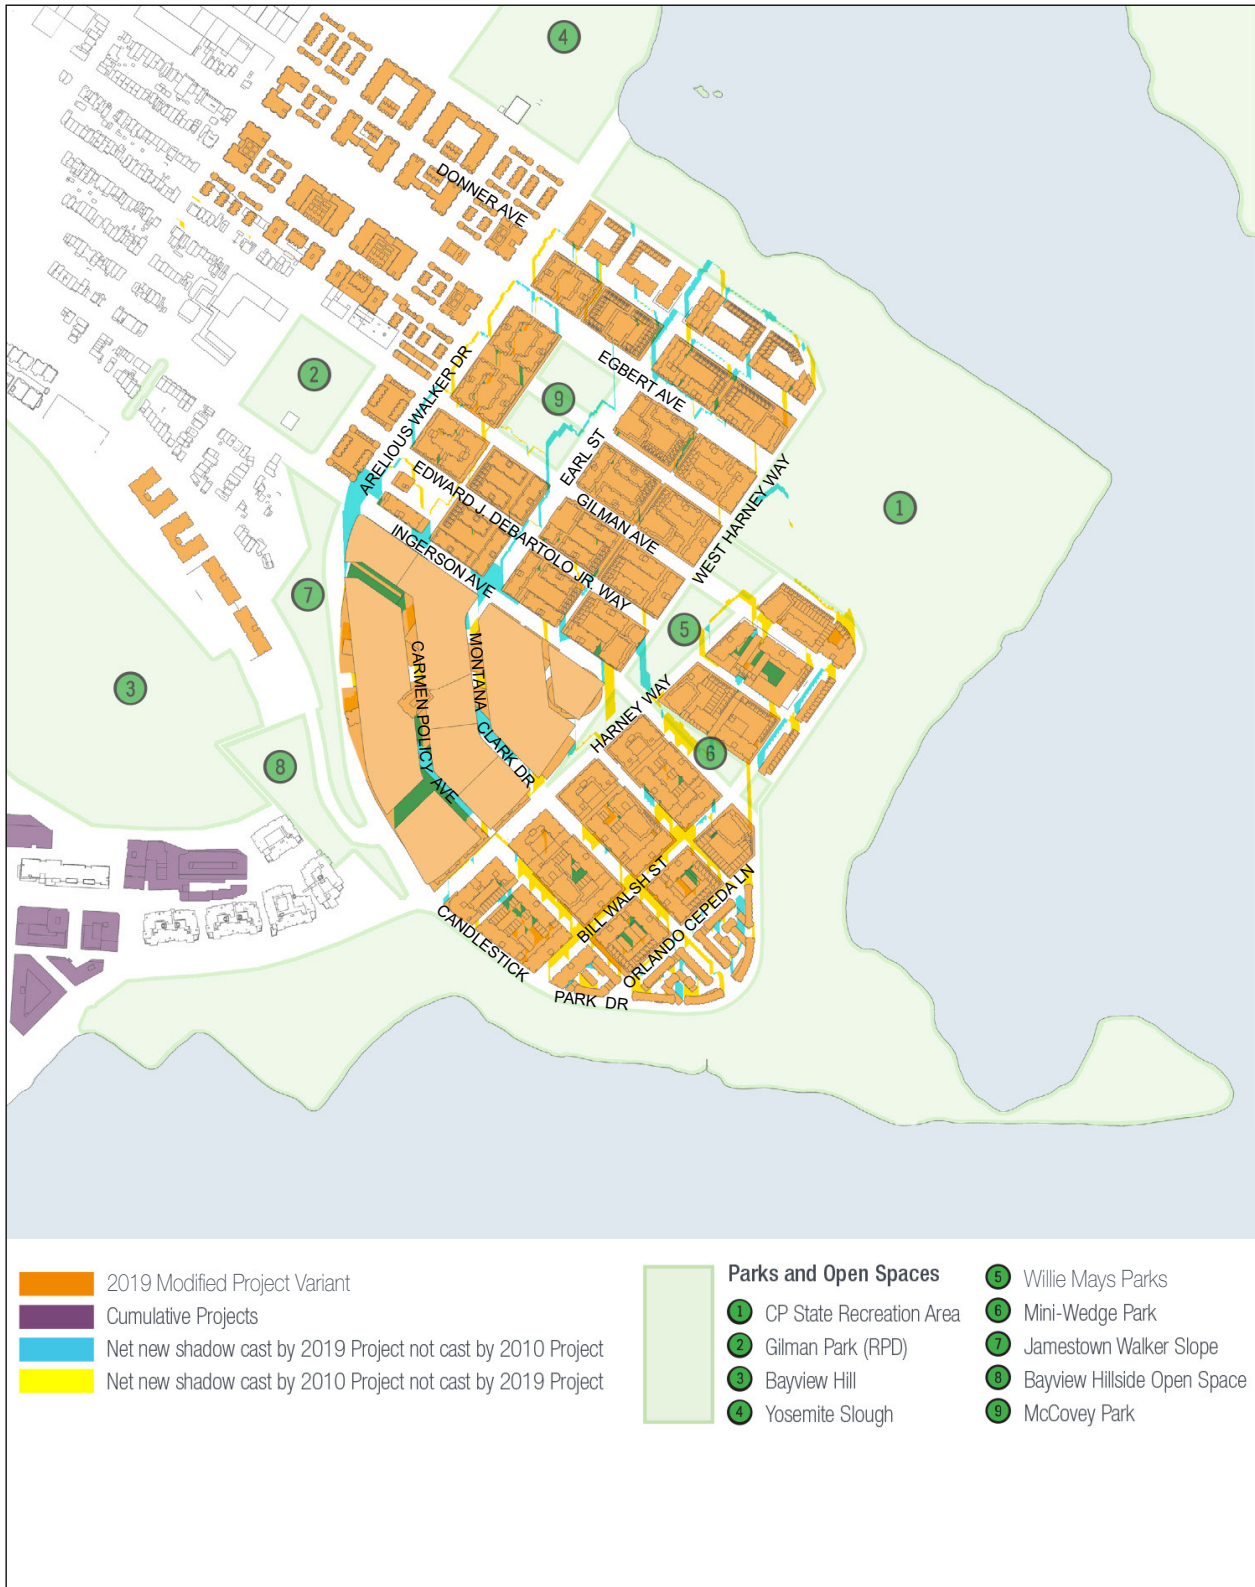 4
DONNER AVE
2
ARELIOUS WALKER DR
EGBERT AVE
9
EARL ST
1
EDWARD J. DEBARTOLO JR. WAY
GILMAN AVE
WEST HARNEY WAY
INGERSON AVE
7
5
3
CARMEN POLICY AVE
MONTANA CLARK DR
HARNEY WAY
6
8
BILL WALSH ST
ORLANDO CEPEDA LN
CANDLESTICK
PARK DR
2019 Modified Project Variant
Cumulative Projects
Net new shadow cast by 2019 Project not cast by 2010 Project
Net new shadow cast by 2010 Project not cast by 2019 Project
Parks and Open Spaces
1 CP State Recreation Area
2 Gilman Park (RPD)
3 Bayview Hill
4 Yosemite Slough
5 Willie Mays Parks
6 Mini-Wedge Park
7 Jamestown Walker Slope
8 Bayview Hillside Open Space
9 McCovey Park